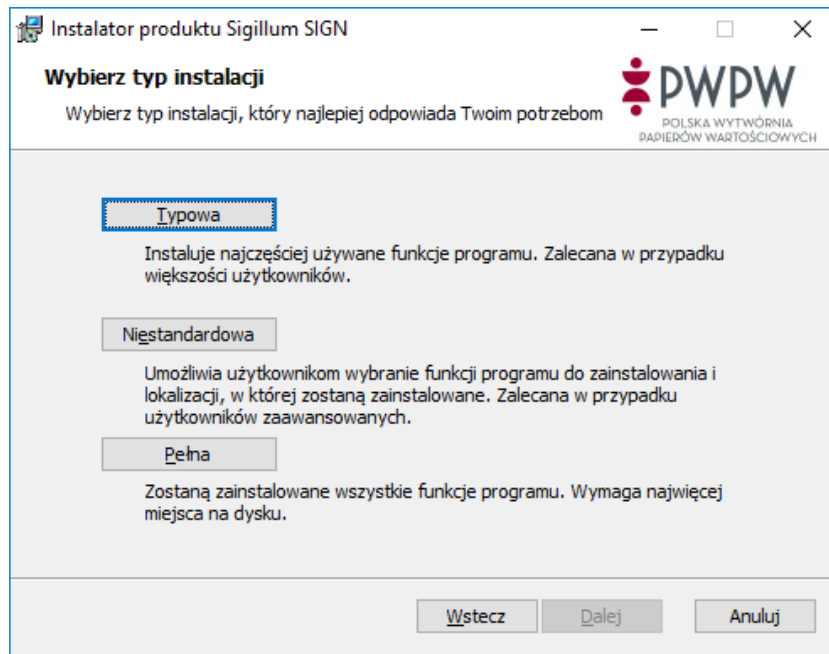 Instalator produktu Sigillum SIGN
Wybierz typ instalacji
Wybierz typ instalacji, który najlepiej odpowiada Twoim potrzebom
PWPW
POLSKA WYTWÓRNIA
PAPIERÓW WARTOŚCIOWYCH
Typowa
Instaluje najczęściej używane funkcje programu. Zalecana w przypadku
większości użytkowników.
Niestandardowa
Umożliwia użytkownikom wybranie funkcji programu do zainstalowania i
lokalizacji, w której zostaną zainstalowane. Zalecana w przypadku
użytkowników zaawansowanych.
Pełna
Zostaną zainstalowane wszystkie funkcje programu. Wymaga najwięcej
miejsca na dysku.
Wstecz Dalej Anuluj